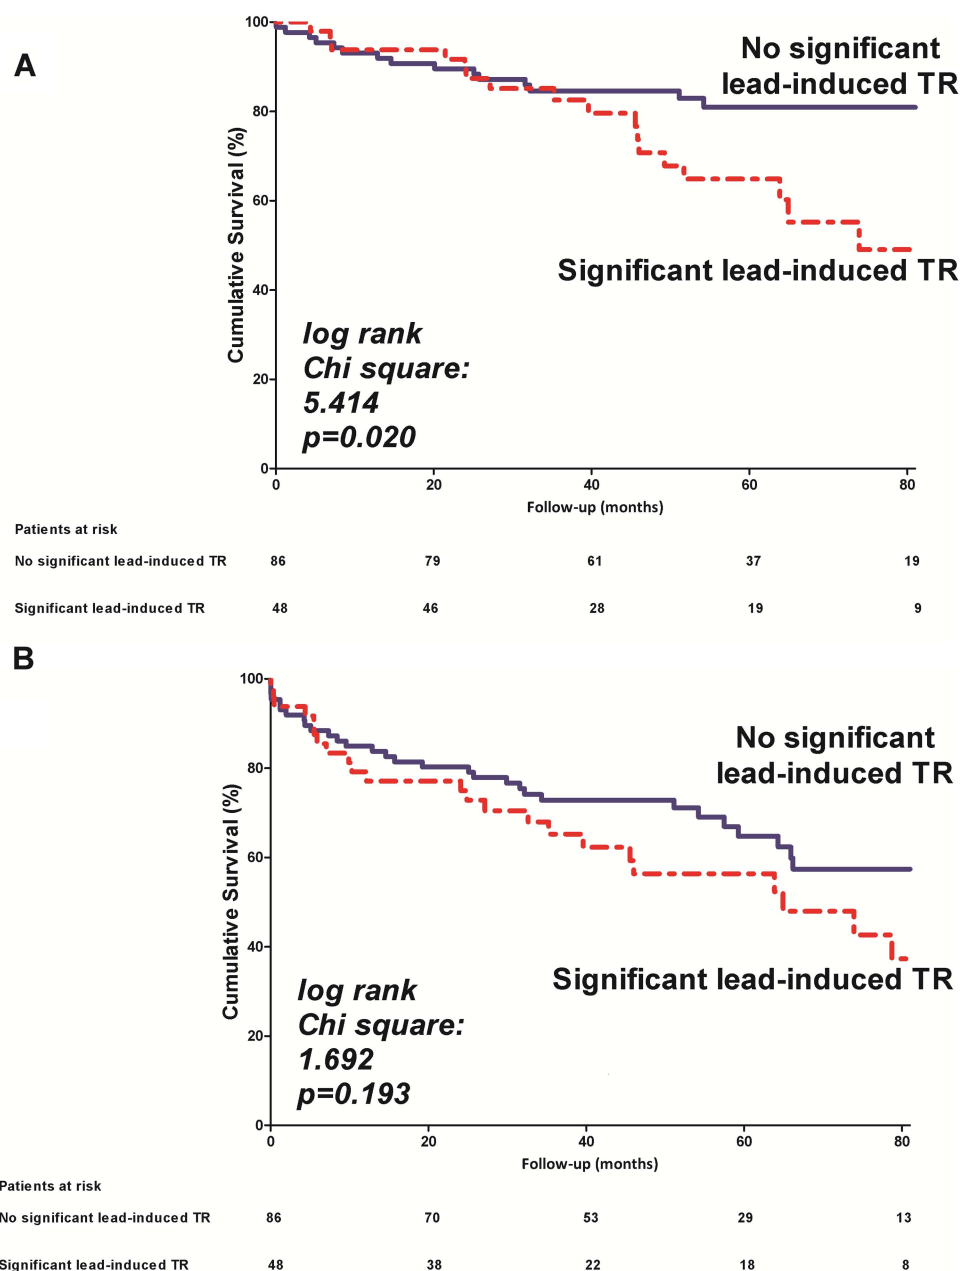 A
100
80
60
40
20
0
Cumulative Survival (%)
No significant
lead-induced TR
Significant lead-induced TR
log rank
Chi square:
5.414
p=0.020
0 20 40 60 80
Follow-up (months)
Patients at risk
No significant lead-induced TR 86 79 61 37 19
Significant lead-induced TR 48 46 28 19 9
B
100
80
60
40
20
0
Cumulative Survival (%)
No significant
lead-induced TR
Significant lead-induced TR
log rank
Chi square:
1.692
p=0.193
0 20 40 60 80
Follow-up (months)
Patients at risk
No significant lead-induced TR 86 70 53 29 13
Significant lead-induced TR 48 38 22 18 8